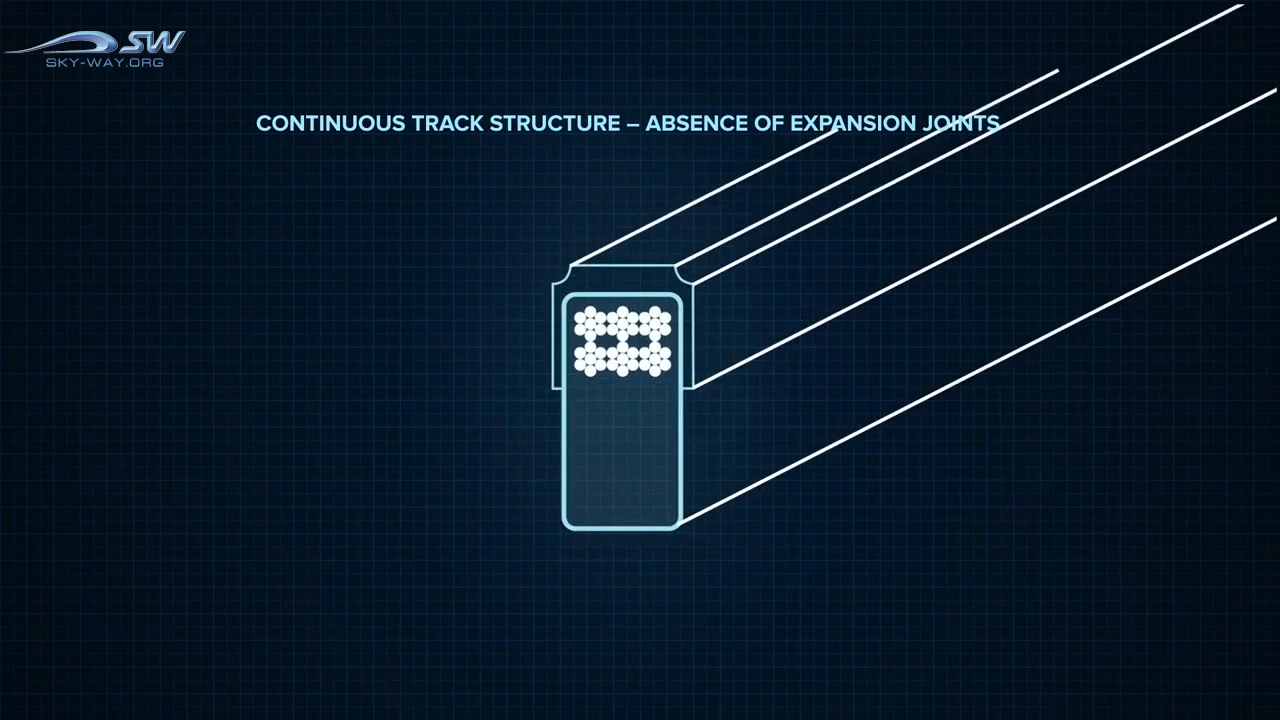 SW
SKY-WAY.ORG
CONTINUOUS TRACK STRUCTURE – ABSENCE OF EXPANSION JOINTS